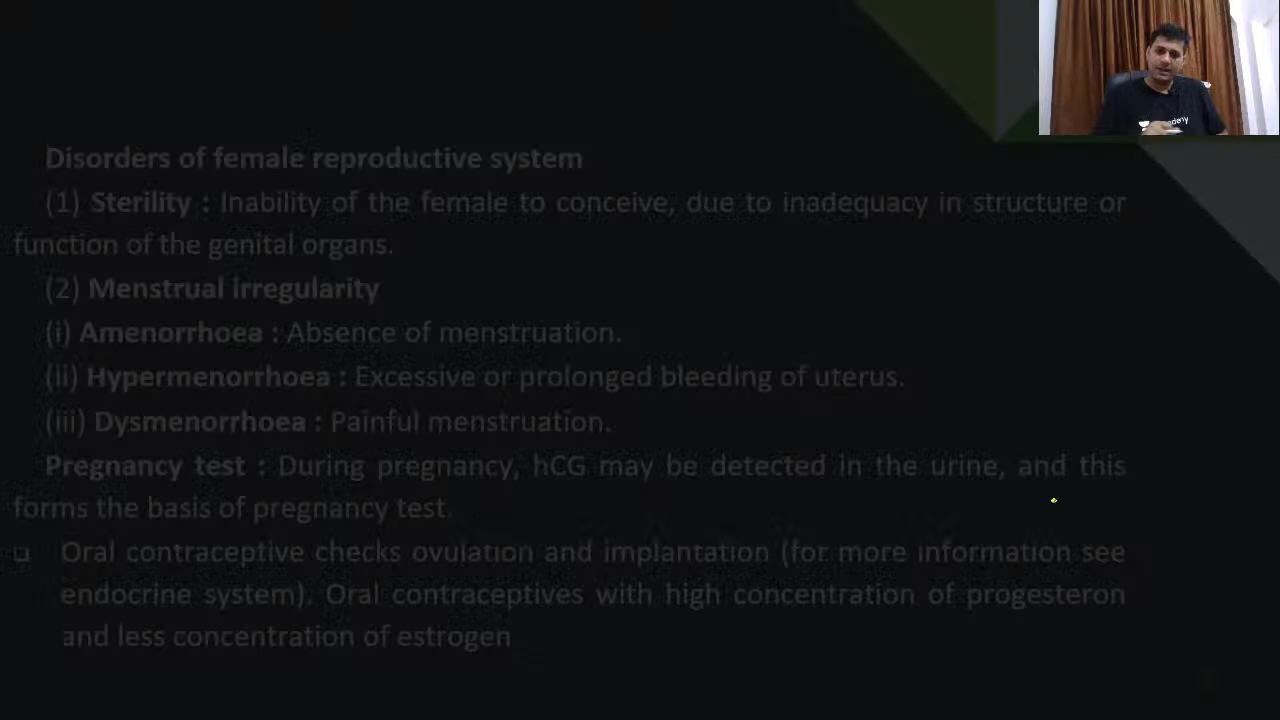 Disorders of female reproductive system
(1) Sterility : Inability of the female to conceive, due to inadequacy in structure or
function of the genital organs.
(2) Menstrual irregularity
(i) Amenorrhoea : Absence of menstruation.
(ii) Hypermenorrhoea : Excessive or prolonged bleeding of uterus.
(iii) Dysmenorrhoea : Painful menstruation.
Pregnancy test : During pregnancy, hCG may be detected in the urine, and this
forms the basis of pregnancy test.
Oral contraceptive checks ovulation and implantation (for more information see
endocrine system). Oral contraceptives with high concentration of progesteron
and less concentration of estrogen